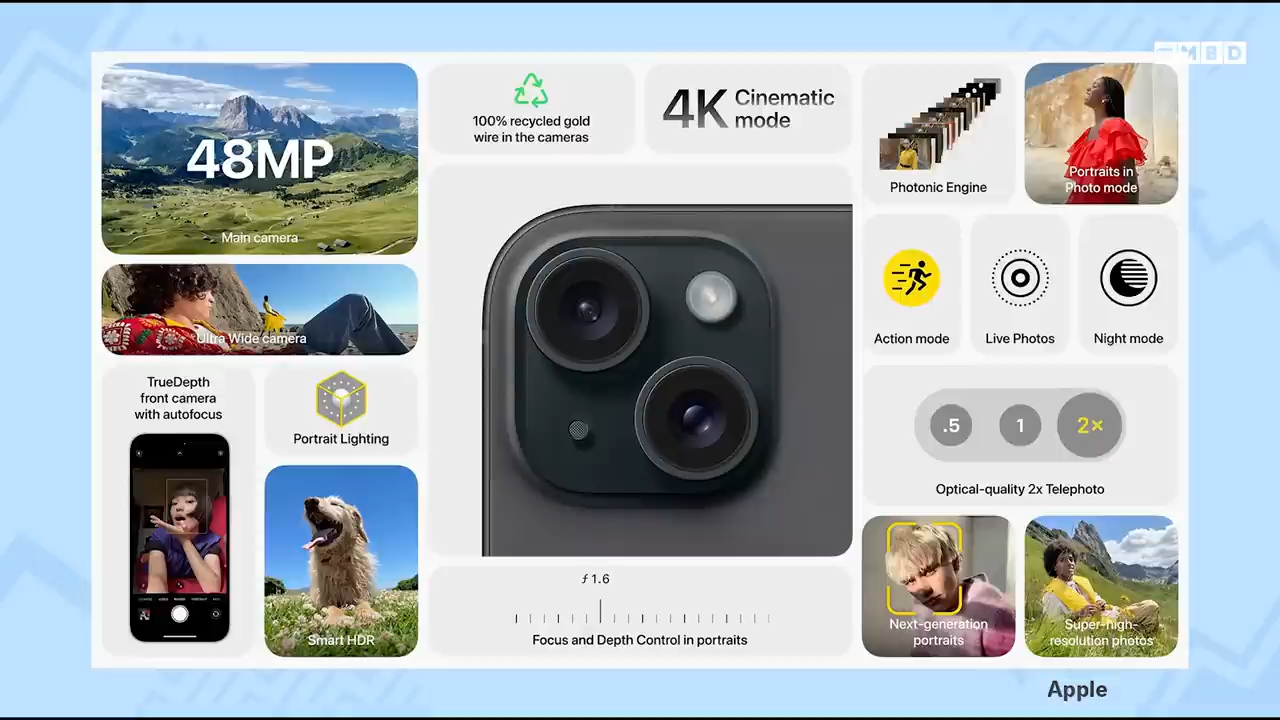 MBD
48MP
Main camera
Ultra Wide camera
TrueDepth
front camera
with autofocus
Portrait Lighting
Smart HDR
100% recycled gold
wire in the cameras
4K Cinematic
mode
ƒ1.6
Focus and Depth Control in portraits
Photonic Engine
Portraits in
Photo mode
Action mode
Live Photos
Night mode
.5 1 2×
Optical-quality 2x Telephoto
Next-generation
portraits
Super-high-
resolution photos
Apple